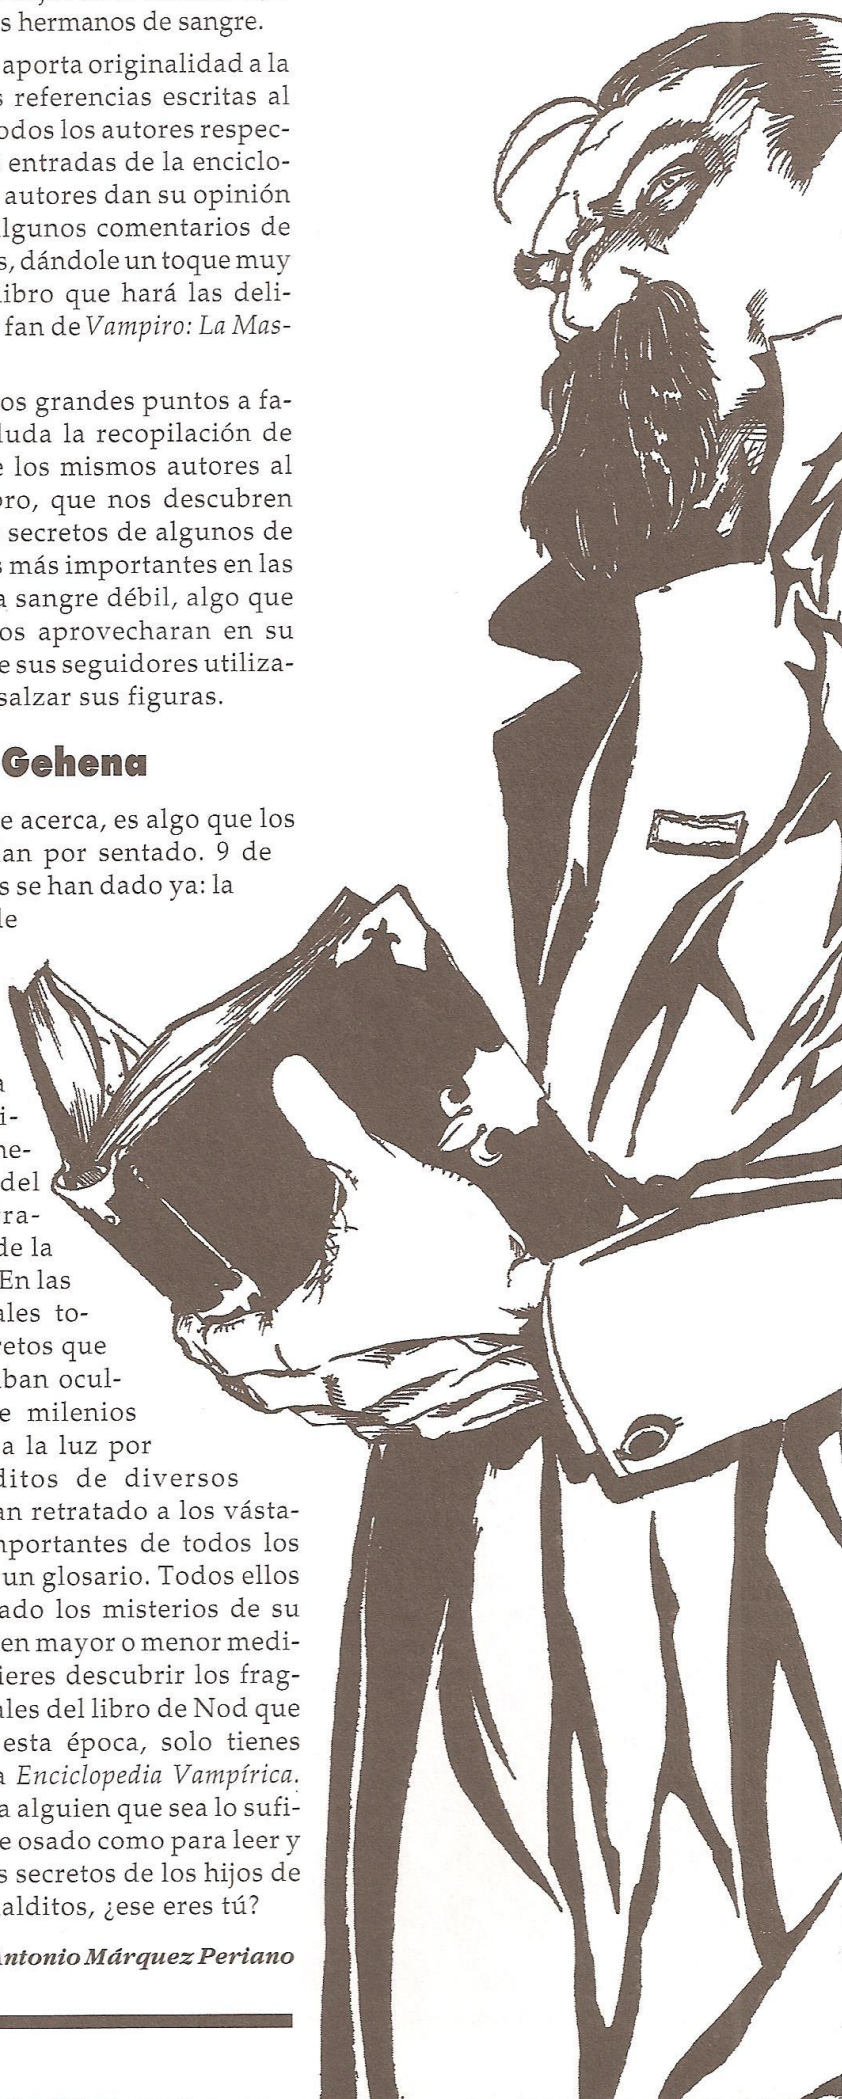 s hermanos de sangre.
aporta originalidad a la
s referencias escritas al
odos los autores respec-
entradas de la enciclo-
autores dan su opinión
lgunos comentarios de
s, dándole un toque muy
libro que hará las deli-
fan de Vampiro: La Mas-
os grandes puntos a fa-
luda la recopilación de
e los mismos autores al
bro, que nos descubren
secretos de algunos de
s más importantes en las
a sangre débil, algo que
os aprovecharan en su
e sus seguidores utiliza-
salzar sus figuras.
Gehena
e acerca, es algo que los
an por sentado. 9 de
s se han dado ya: la
le
a
i-
ne-
del
rra-
de la
En las
ales to-
retos que
ban ocul-
e milenios
a la luz por
ditos de diversos
an retratado a los vásta-
mportantes de todos los
un glosario. Todos ellos
ado los misterios de su
en mayor o menor medi-
ieres descubrir los frag-
ales del libro de Nod que
esta época, solo tienes
a Enciclopedia Vampírica.
a alguien que sea lo sufi-
e osado como para leer y
s secretos de los hijos de
alditos, ¿ese eres tú?
ntonio Márquez Periano